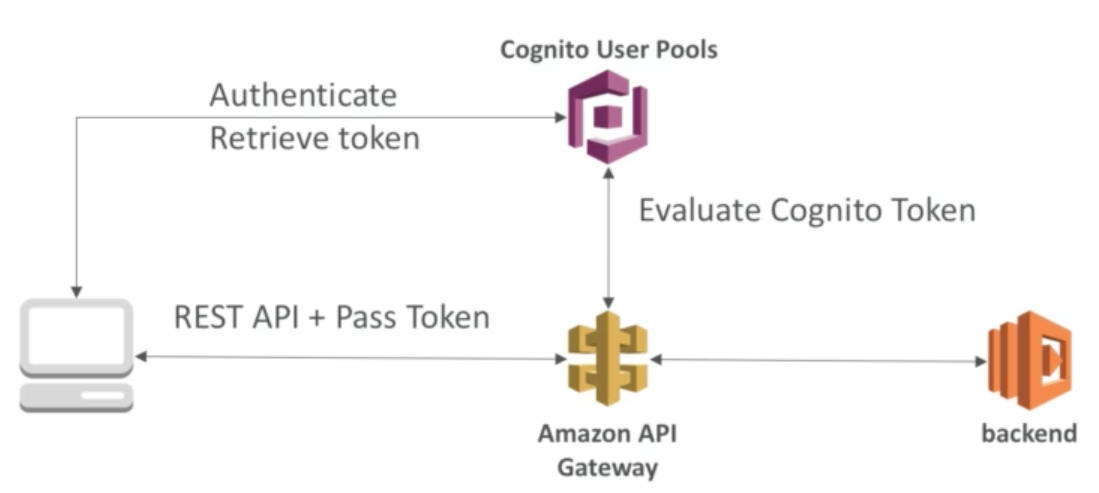 Cognito User Pools
Authenticate
Retrieve token
Evaluate Cognito Token
REST API + Pass Token
Amazon API
Gateway
backend